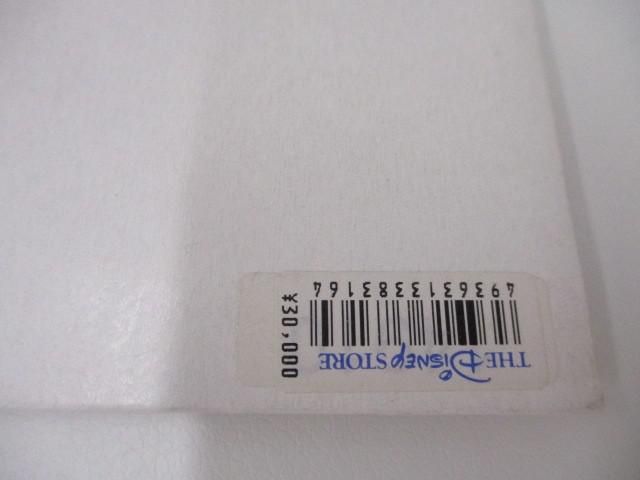 THE DISNEY STORE
4936313383164
¥30,000